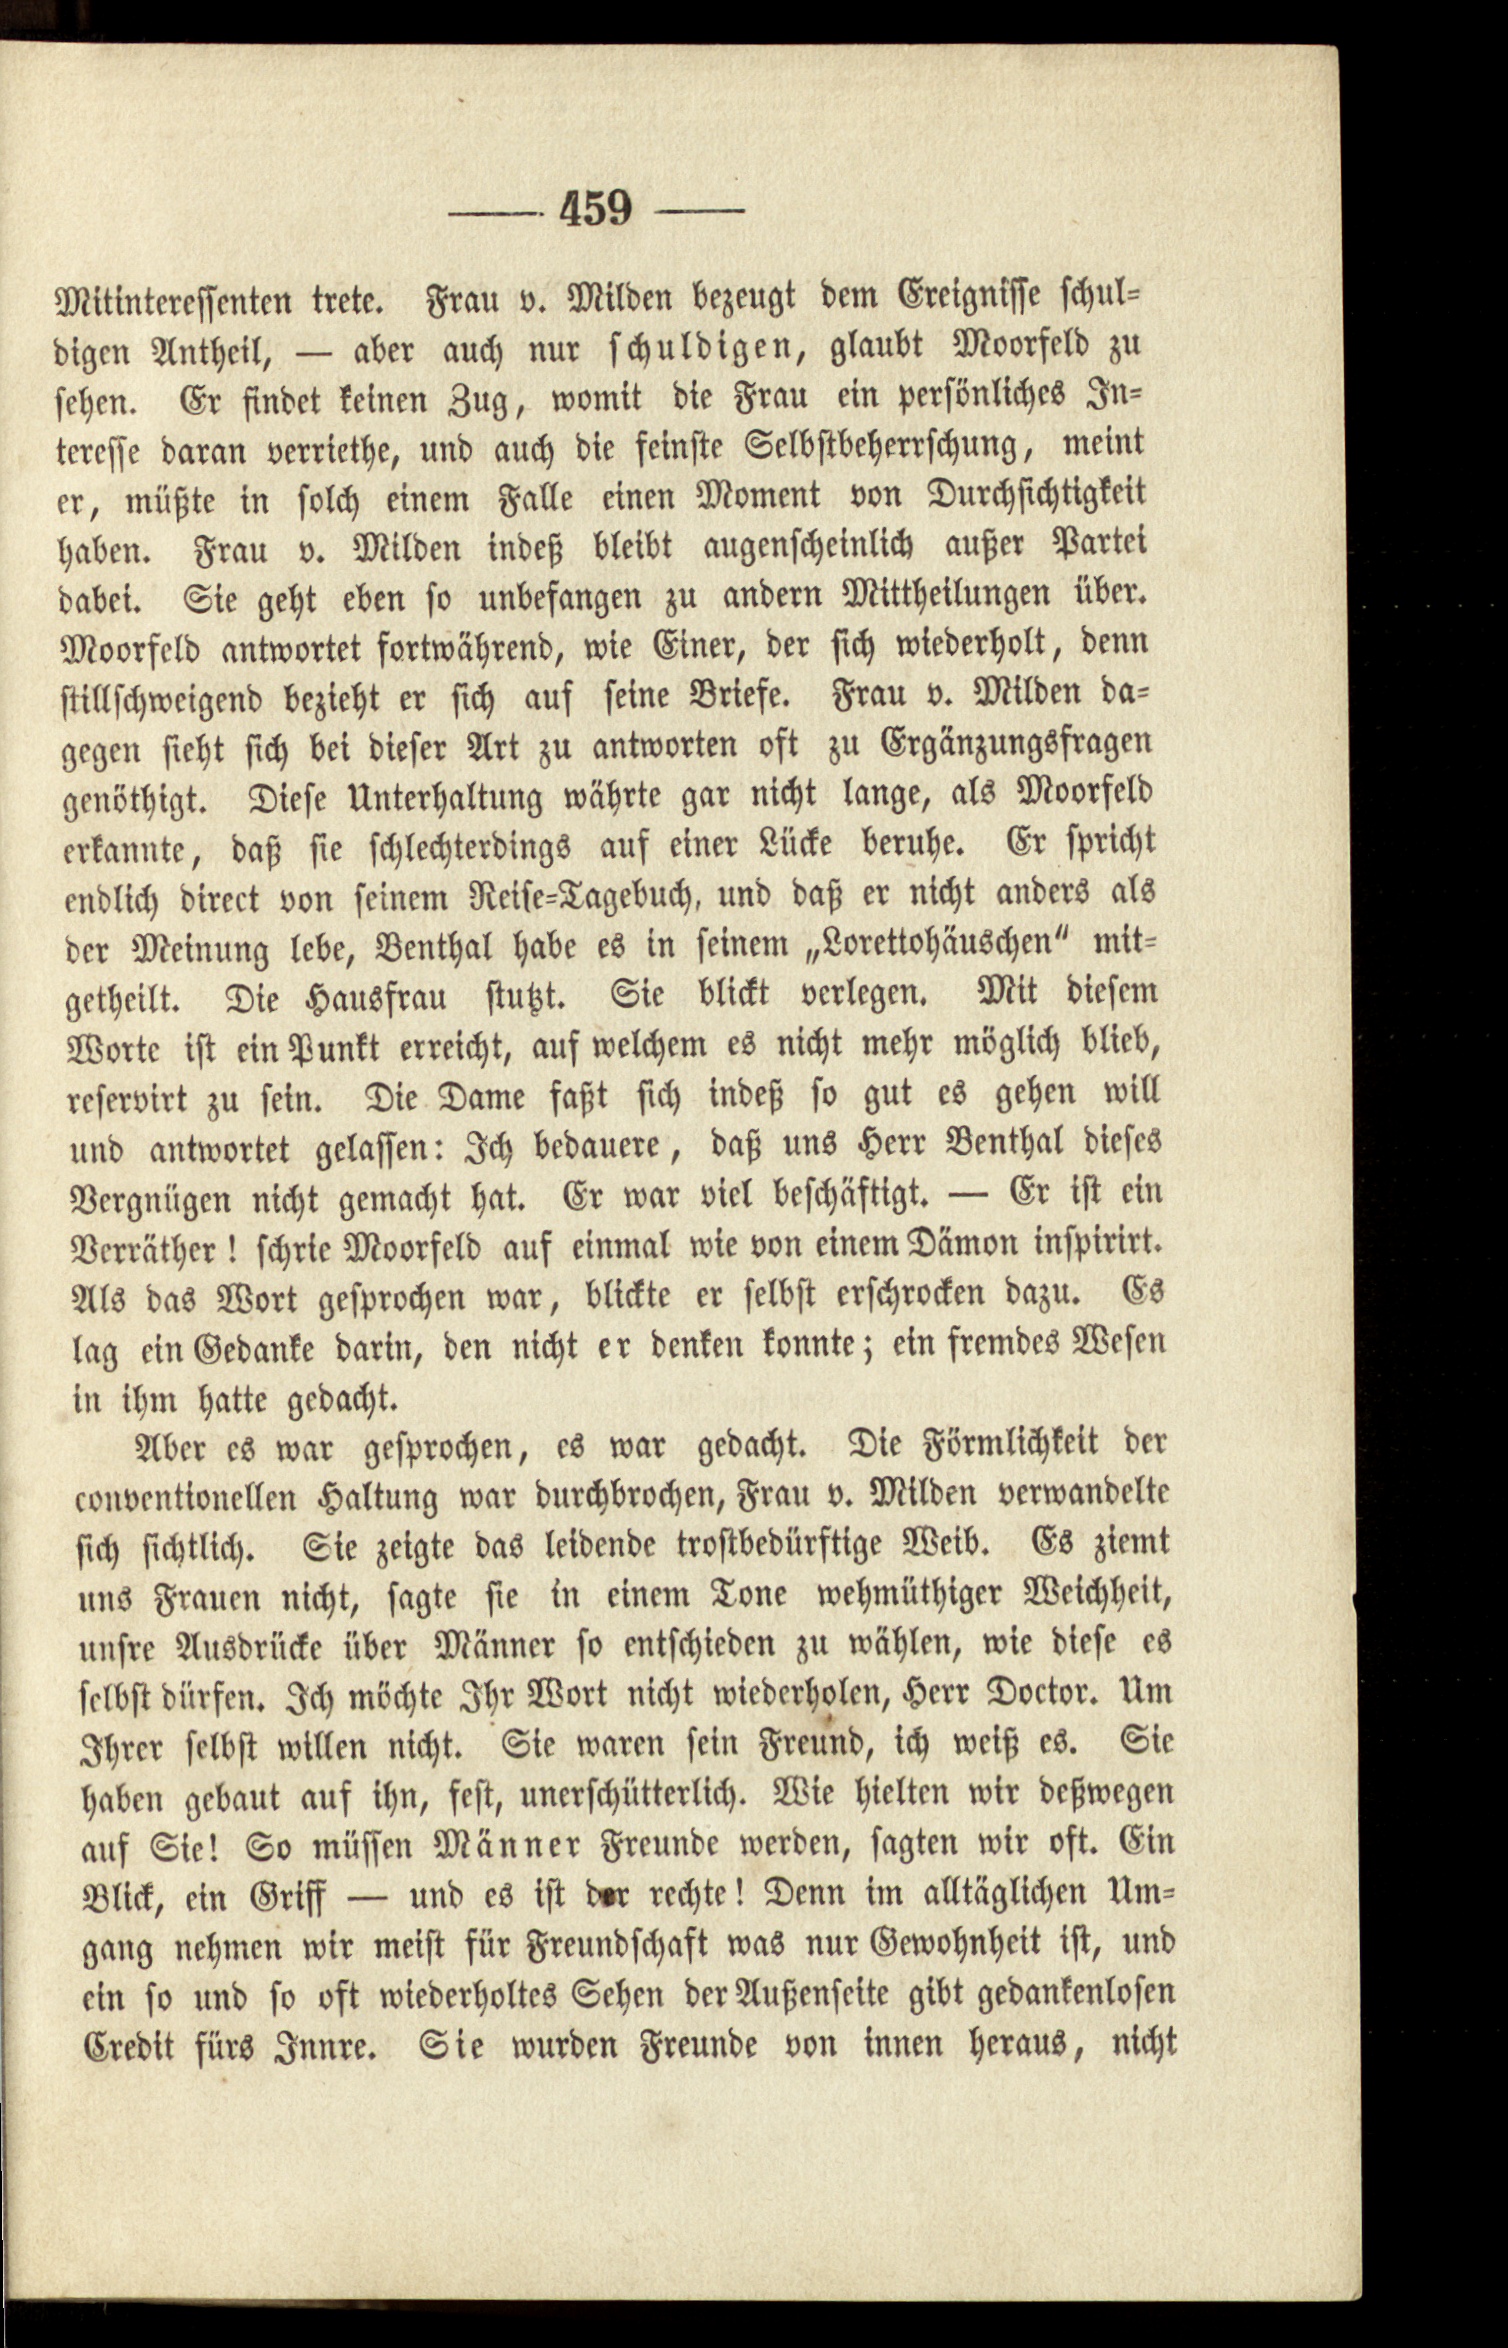 —— 459 ——
Mitinteressenten trete. Frau v. Milden bezeugt dem Ereignisse schul-
digen Antheil, — aber auch nur schuldigen, glaubt Moorfeld zu
sehen. Er findet keinen Zug, womit die Frau ein persönliches In-
teresse daran verriethe, und auch die feinste Selbstbeherrschung, meint
er, müßte in solch einem Falle einen Moment von Durchsichtigkeit
haben. Frau v. Milden indeß bleibt augenscheinlich außer Partei
dabei. Sie geht eben so unbefangen zu andern Mittheilungen über.
Moorfeld antwortet fortwährend, wie Einer, der sich wiederholt, denn
stillschweigend bezieht er sich auf seine Briefe. Frau v. Milden da-
gegen sieht sich bei dieser Art zu antworten oft zu Ergänzungsfragen
genöthigt. Diese Unterhaltung währte gar nicht lange, als Moorfeld
erkannte, daß sie schlechterdings auf einer Lücke beruhe. Er spricht
endlich direct von seinem Reise-Tagebuch, und daß er nicht anders als
der Meinung lebe, Benthal habe es in seinem „Lorettohäuschen“ mit-
getheilt. Die Hausfrau stutzt. Sie blickt verlegen. Mit diesem
Worte ist ein Punkt erreicht, auf welchem es nicht mehr möglich blieb,
reservirt zu sein. Die Dame faßt sich indeß so gut es gehen will
und antwortet gelassen: Ich bedauere, daß uns Herr Benthal dieses
Vergnügen nicht gemacht hat. Er war viel beschäftigt. — Er ist ein
Verräther! schrie Moorfeld auf einmal wie von einem Dämon inspirirt.
Als das Wort gesprochen war, blickte er selbst erschrocken dazu. Es
lag ein Gedanke darin, den nicht er denken konnte; ein fremdes Wesen
in ihm hatte gedacht.
Aber es war gesprochen, es war gedacht. Die Förmlichkeit der
conventionellen Haltung war durchbrochen, Frau v. Milden verwandelte
sich sichtlich. Sie zeigte das leidende trostbedürftige Weib. Es ziemt
uns Frauen nicht, sagte sie in einem Tone wehmüthiger Weichheit,
unsre Ausdrücke über Männer so entschieden zu wählen, wie diese es
selbst dürfen. Ich möchte Ihr Wort nicht wiederholen, Herr Doctor. Um
Ihrer selbst willen nicht. Sie waren sein Freund, ich weiß es. Sie
haben gebaut auf ihn, fest, unerschütterlich. Wie hielten wir deßwegen
auf Sie! So müssen Männer Freunde werden, sagten wir oft. Ein
Blick, ein Griff — und es ist der rechte! Denn im alltäglichen Um-
gang nehmen wir meist für Freundschaft was nur Gewohnheit ist, und
ein so und so oft wiederholtes Sehen der Außenseite gibt gedankenlosen
Credit fürs Innre. Sie wurden Freunde von innen heraus, nicht